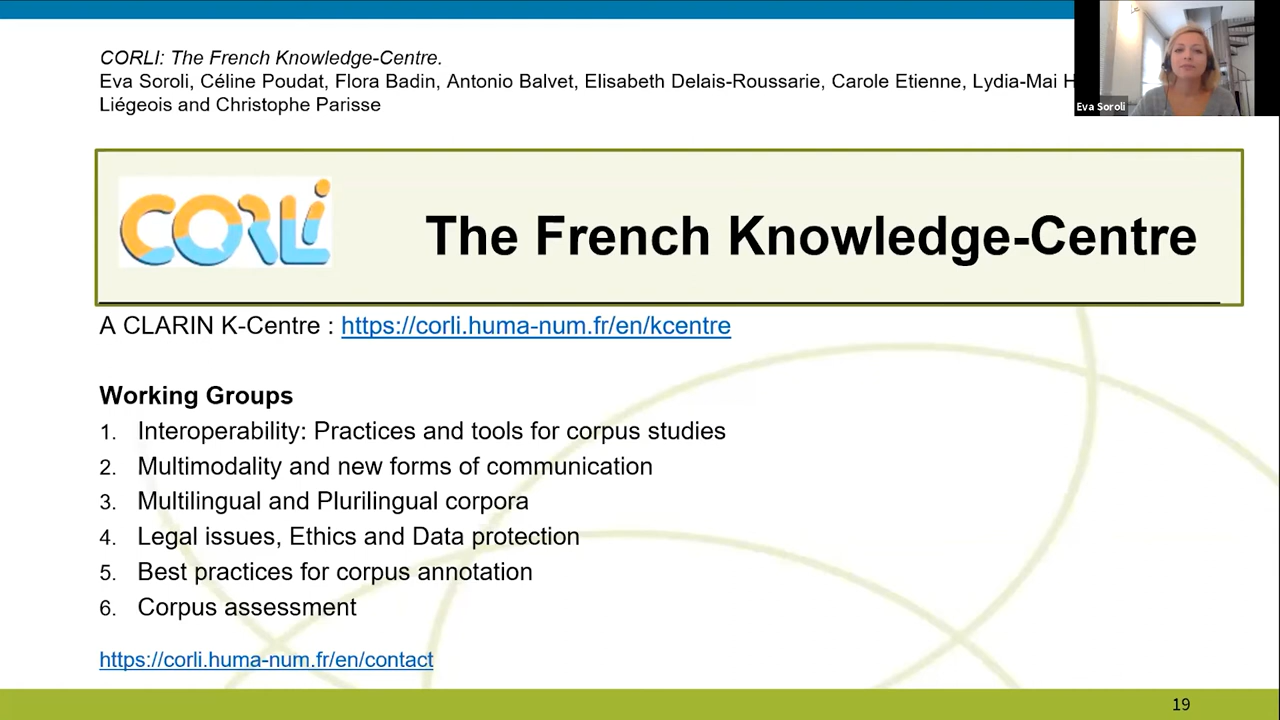 CORLI: The French Knowledge-Centre.
Eva Soroli, Céline Poudat, Flora Badin, Antonio Balvet, Elisabeth Delais-Roussarie, Carole Etienne, Lydia-Mai
Liégeois and Christophe Parisse
Eva Soroli
CORLI
The French Knowledge-Centre
A CLARIN K-Centre : https://corli.huma-num.fr/en/kcentre
Working Groups
1. Interoperability: Practices and tools for corpus studies
2. Multimodality and new forms of communication
3. Multilingual and Plurilingual corpora
4. Legal issues, Ethics and Data protection
5. Best practices for corpus annotation
6. Corpus assessment
https://corli.huma-num.fr/en/contact
19